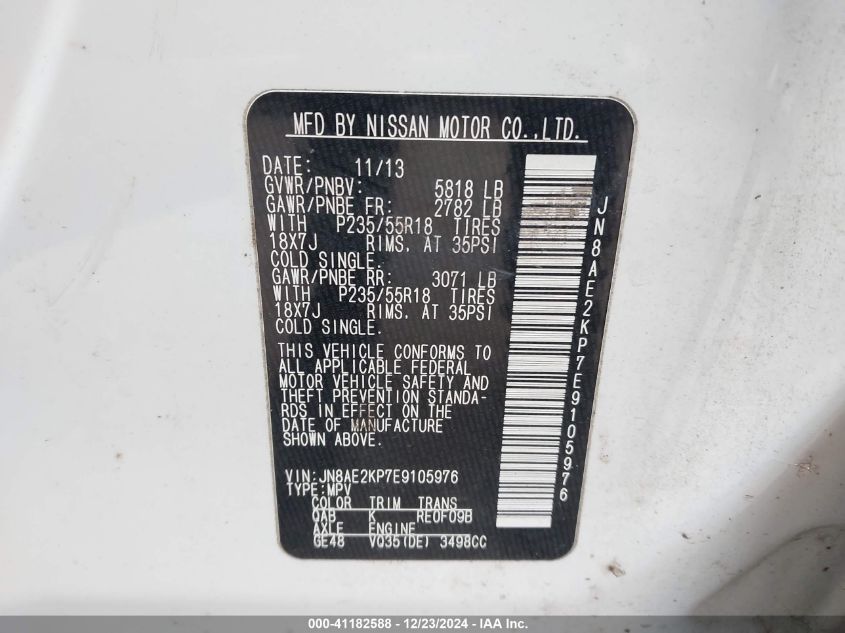 MFD BY NISSAN MOTOR CO.,LTD.
DATE: 11/13
GVWR/PNBV: 5818 LB
GAWR/PNBE FR: 2782 LB
WITH P235/55R18 TIRES
18X7J RIMS, AT 35PSI
COLD SINGLE.
GAWR/PNBE RR: 3071 LB
WITH P235/55R18 TIRES
18X7J RIMS, AT 35PSI
COLD SINGLE.
THIS VEHICLE CONFORMS TO
ALL APPLICABLE FEDERAL
MOTOR VEHICLE SAFETY AND
THEFT PREVENTION STANDA-
RDS IN EFFECT ON THE
DATE OF MANUFACTURE
SHOWN ABOVE.
VIN:JN8AE2KP7E9105976
TYPE:MPV
COLOR TRIM TRANS
QAB K RE0F09B
AXLE ENGINE
GE48 VQ35(DE) 3498CC
JN8AE2KP7E9105976
000-41182588 - 12/23/2024 - IAA Inc.